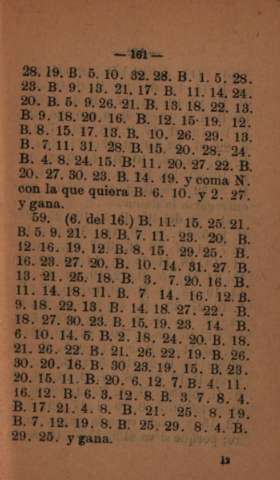 — 161 —
28. 19. B. 5. 10. 32. 28. B. 1. 5. 28.
23. B. 9. 13. 21. 17. B. 11. 14. 24.
20. B. 5. 9. 26. 21. B. 13. 18. 22. 13.
B. 9. 18. 20. 16. B. 12. 15. 19. 12.
B. 8. 15. 17. 13. B. 10. 26. 29. 13.
B. 7. 11. 31. 28. B. 15. 20. 28. 24.
B. 4. 8. 24. 15. B. 11. 20. 27. 22. B.
20. 27. 30. 23. B. 14. 19. y coma N.
con la que quiera B. 6. 10. y 2. 27.
y gana.
59. (6. del 16.) B. 11. 15. 25. 21.
B. 5. 9. 21. 18. B. 7. 11. 23. 20. B.
12. 16. 19. 12. B. 8. 15. 29. 25. B.
16. 23. 27. 20. B. 10. 14. 31. 27. B.
13. 21. 25. 18. B. 3. 7. 20. 16. B.
11. 14. 18. 11. B. 7. 14. 16. 12. B.
9. 18. 22. 13. B. 14. 18. 27. 22. B.
18. 27. 30. 23. B. 15. 19. 23. 14. B.
6. 10. 14. 5. B. 2. 18. 24. 20. B. 18.
21. 26. 22. B. 21. 26. 22. 19. B. 26.
30. 20. 16. B. 30. 23. 19. 15. B. 23.
20. 15. 11. B. 20. 6. 12. 7. B. 4. 11.
16. 12. B. 6. 3. 12. 8. B. 3. 7. 8. 4.
B. 17. 21. 4. 8. B. 21. 25. 8. 19.
B. 7. 12. 19. 8. B. 25. 29. 8. 4. B.
29. 25. y gana.
12